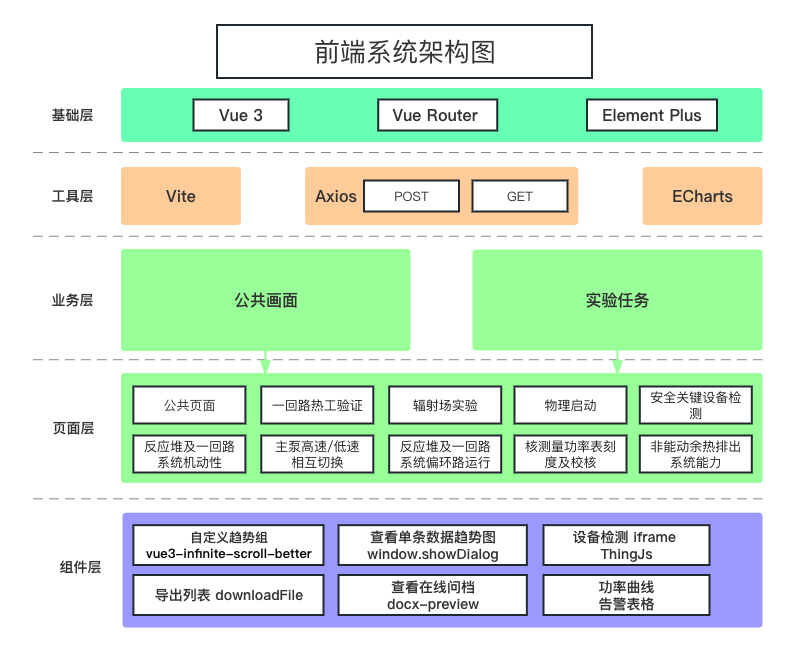 前端系统架构图
基础层
Vue 3
Vue Router
Element Plus
工具层
Vite
Axios
POST
GET
ECharts
业务层
公共画面
实验任务
页面层
公共页面
一回路热工验证
辐射场实验
物理启动
安全关键设备检
测
反应堆及一回路
系统机动性
主泵高速/低速
相互切换
反应堆及一回路
系统偏环路运行
核测量功率表刻
度及校核
非能动余热排出
系统能力
组件层
自定义趋势组
vue3-infinite-scroll-better
查看单条数据趋势图
window.showDialog
设备检测 iframe
ThingJs
导出列表 downloadFile
查看在线问档
docx-preview
功率曲线
告警表格